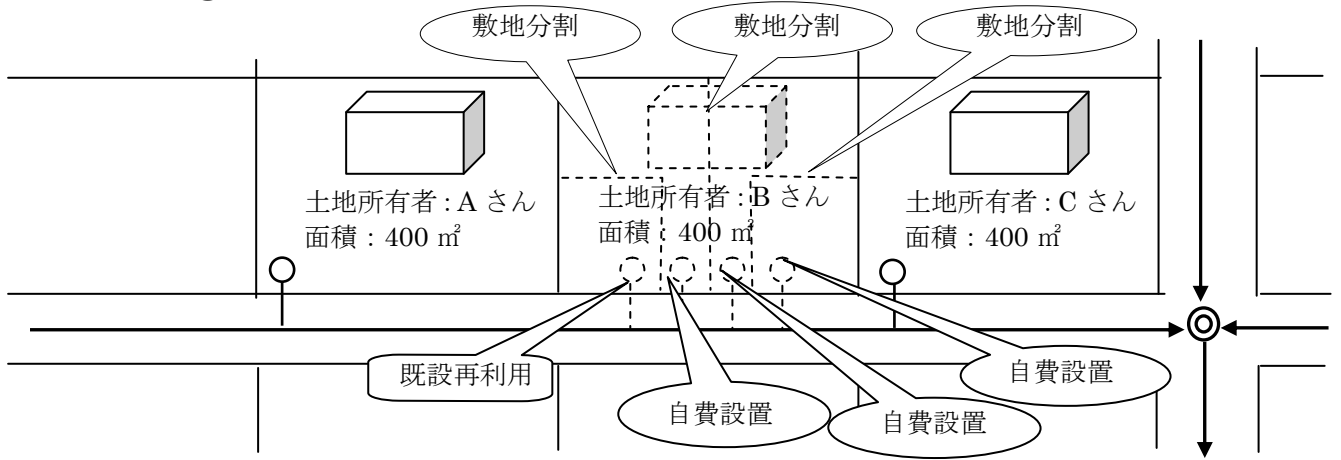 敷地分割
敷地分割
敷地分割
土地所有者：A さん
面積：400 ㎡
土地所有者：B さん
面積：400 ㎡
土地所有者：C さん
面積：400 ㎡
既設再利用
自費設置
自費設置
自費設置